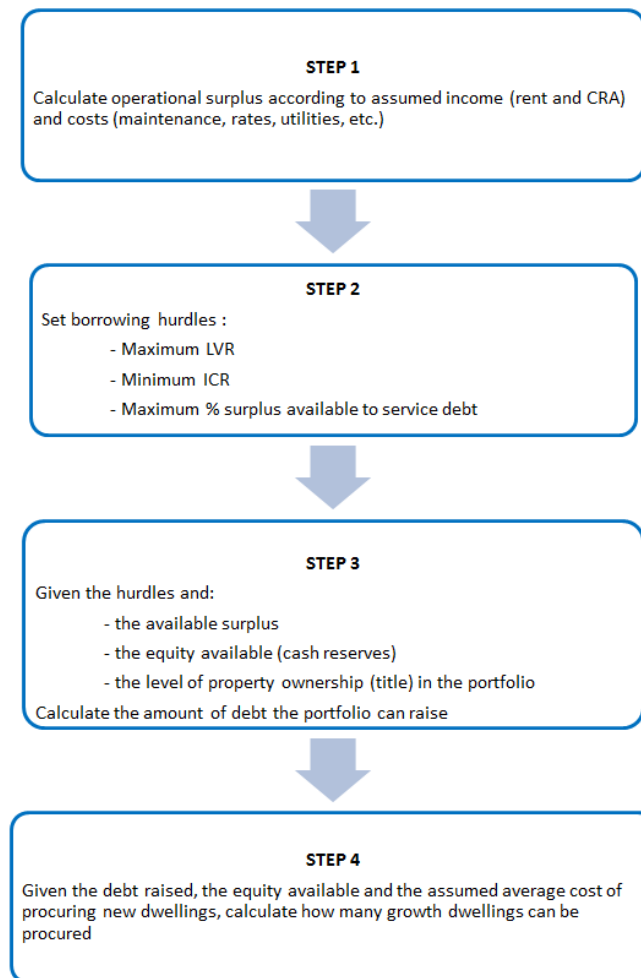 STEP 1
Calculate operational surplus according to assumed income (rent and CRA)
and costs (maintenance, rates, utilities, etc.)
STEP 2
Set borrowing hurdles :
- Maximum LVR
- Minimum ICR
- Maximum % surplus available to service debt
STEP 3
Given the hurdles and:
- the available surplus
- the equity available (cash reserves)
- the level of property ownership (title) in the portfolio
Calculate the amount of debt the portfolio can raise
STEP 4
Given the debt raised, the equity available and the assumed average cost of
procuring new dwellings, calculate how many growth dwellings can be
procured